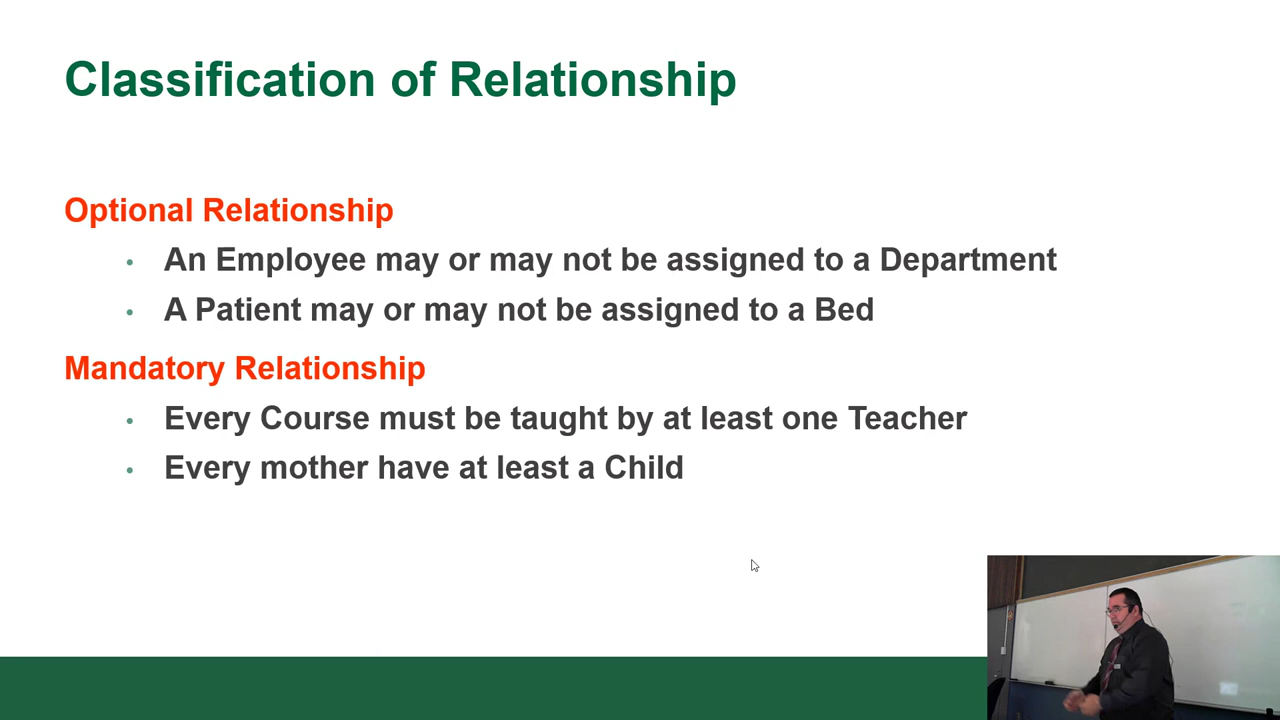 Classification of Relationship
Optional Relationship
• An Employee may or may not be assigned to a Department
• A Patient may or may not be assigned to a Bed
Mandatory Relationship
• Every Course must be taught by at least one Teacher
• Every mother have at least a Child